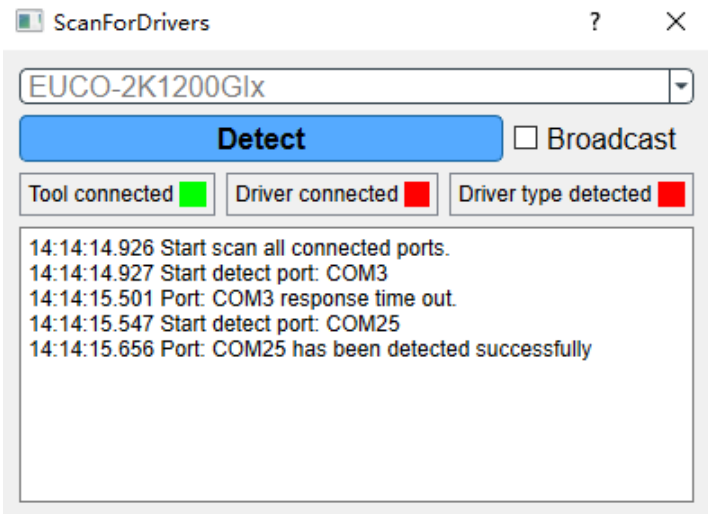 ScanForDrivers ?
EUCO-2K1200GIx
Detect Broadcast
Tool connected Driver connected Driver type detected
14:14:14.926 Start scan all connected ports.
14:14:14.927 Start detect port: COM3
14:14:15.501 Port: COM3 response time out.
14:14:15.547 Start detect port: COM25
14:14:15.656 Port: COM25 has been detected successfully